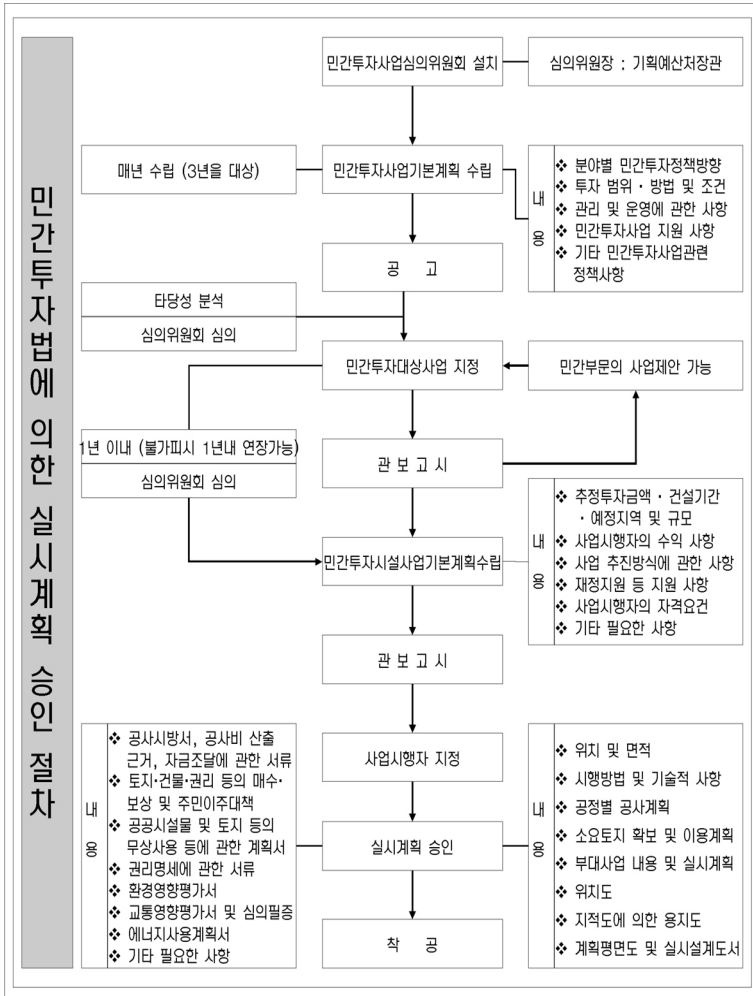 민간투자법에 의한 실시계획 승인 절차
민간투자사업심의위원회 설치
심의위원장 : 기획예산처장관
매년 수립 (3년을 대상)
민간투자사업기본계획 수립
내용
❖ 분야별 민간투자정책방향
❖ 투자 범위·방법 및 조건
❖ 관리 및 운영에 관한 사항
❖ 민간투자사업 지원 사항
❖ 기타 민간투자사업관련
정책사항
공 고
타당성 분석
심의위원회 심의
민간투자대상사업 지정
민간부문의 사업제안 가능
1년 이내 (불가피시 1년내 연장가능)
심의위원회 심의
관 보 고 시
민간투자시설사업기본계획수립
내용
❖ 추정투자금액·건설기간
·예정지역 및 규모
❖ 사업시행자의 수익 사항
❖ 사업 추진방식에 관한 사항
❖ 재정지원 등 지원 사항
❖ 사업시행자의 자격요건
❖ 기타 필요한 사항
관 보 고 시
사업시행자 지정
내용
❖ 공사시방서, 공사비 산출
근거, 자금조달에 관한 서류
❖ 토지·건물·권리 등의 매수·
보상 및 주민이주대책
❖ 공공시설물 및 토지 등의
무상사용 등에 관한 계획서
❖ 권리명세에 관한 서류
❖ 환경영향평가서
❖ 교통영향평가서 및 심의필증
❖ 에너지사용계획서
❖ 기타 필요한 사항
실시계획 승인
내용
❖ 위치 및 면적
❖ 시행방법 및 기술적 사항
❖ 공정별 공사계획
❖ 소요토지 확보 및 이용계획
❖ 부대사업 내용 및 실시계획
❖ 위치도
❖ 지적도에 의한 용지도
❖ 계획평면도 및 실시설계도서
착 공